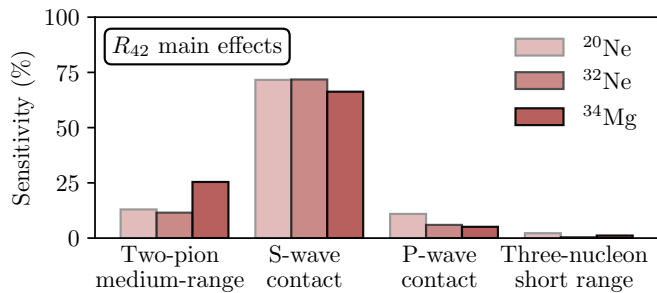 R₄₂ main effects
Sensitivity (%)
100
75
50
25
0
²⁰Ne
³²Ne
³⁴Mg
Two-pion
medium-range
S-wave
contact
P-wave
contact
Three-nucleon
short range